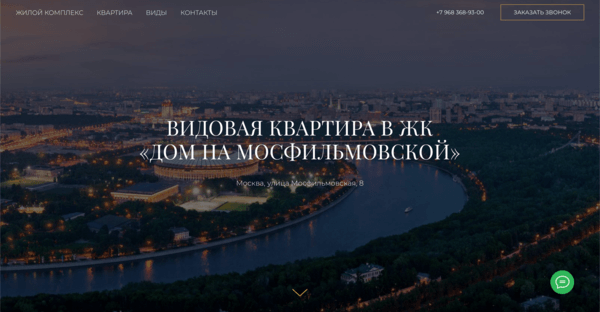 ЖИЛОЙ КОМПЛЕКС КВАРТИРА ВИДЫ КОНТАКТЫ +7 968 368-93-00 ЗАКАЗАТЬ ЗВОНОК
ВИДОВАЯ КВАРТИРА В ЖК
«ДОМ НА МОСФИЛЬМОВСКОЙ»
Москва, улица Мосфильмовская, 8